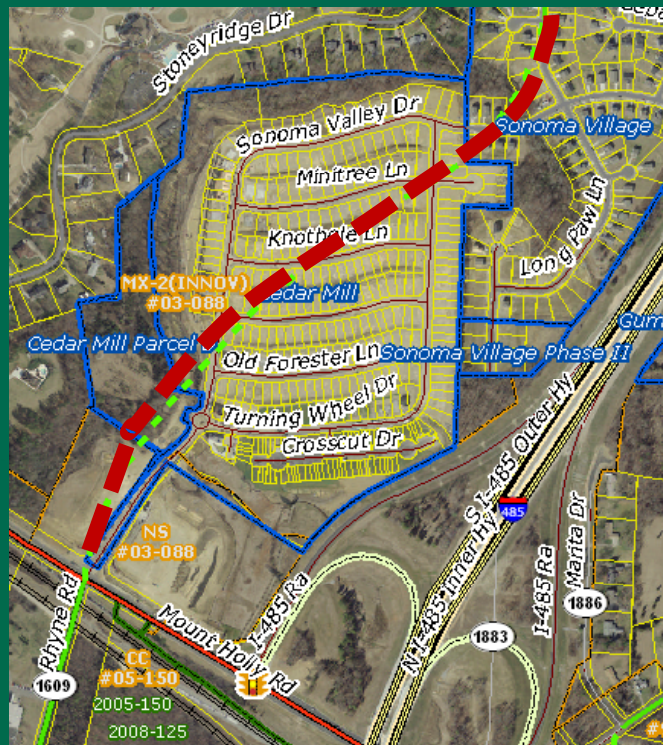 Stoneyridge Dr
Sonoma Valley Dr
Sonoma Village
Minitree Ln
Knothole Ln
Long Paw Ln
MX-2(INNOV)
#03-088
Cedar Mill
Cedar Mill Parcel
Old Forester Ln
Sonoma Village Phase II
Gum
Turning Wheel Dr
Crosscut Dr
S I-485 Outer Hy
485
NS
#03-088
N I-485 Inner Hy
I-485 Ra
I-485 Ra
Marita Dr
1886
1883
Rhyne Rd
1609
Mount Holly Rd
CC
#05-150
2005-150
2008-125